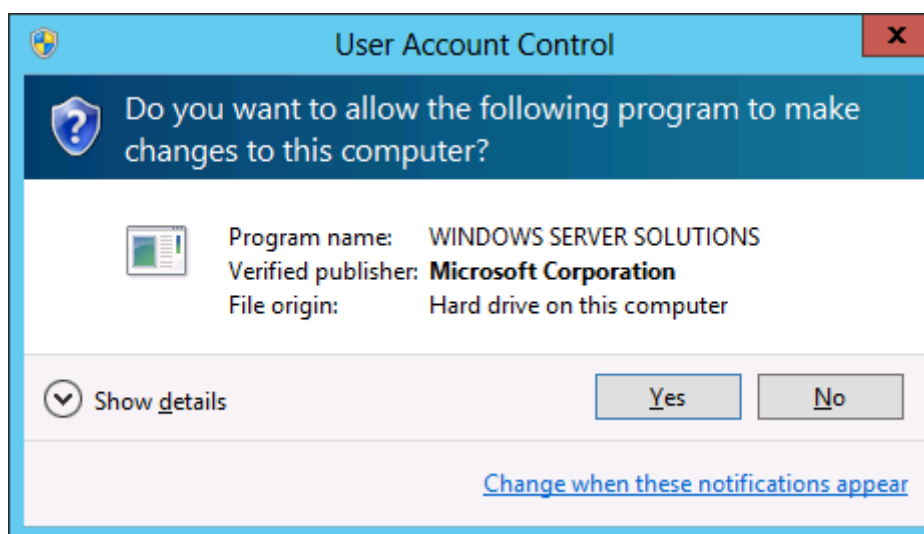 User Account Control
x
Do you want to allow the following program to make
changes to this computer?
Program name: WINDOWS SERVER SOLUTIONS
Verified publisher: Microsoft Corporation
File origin: Hard drive on this computer
Show details
Yes
No
Change when these notifications appear